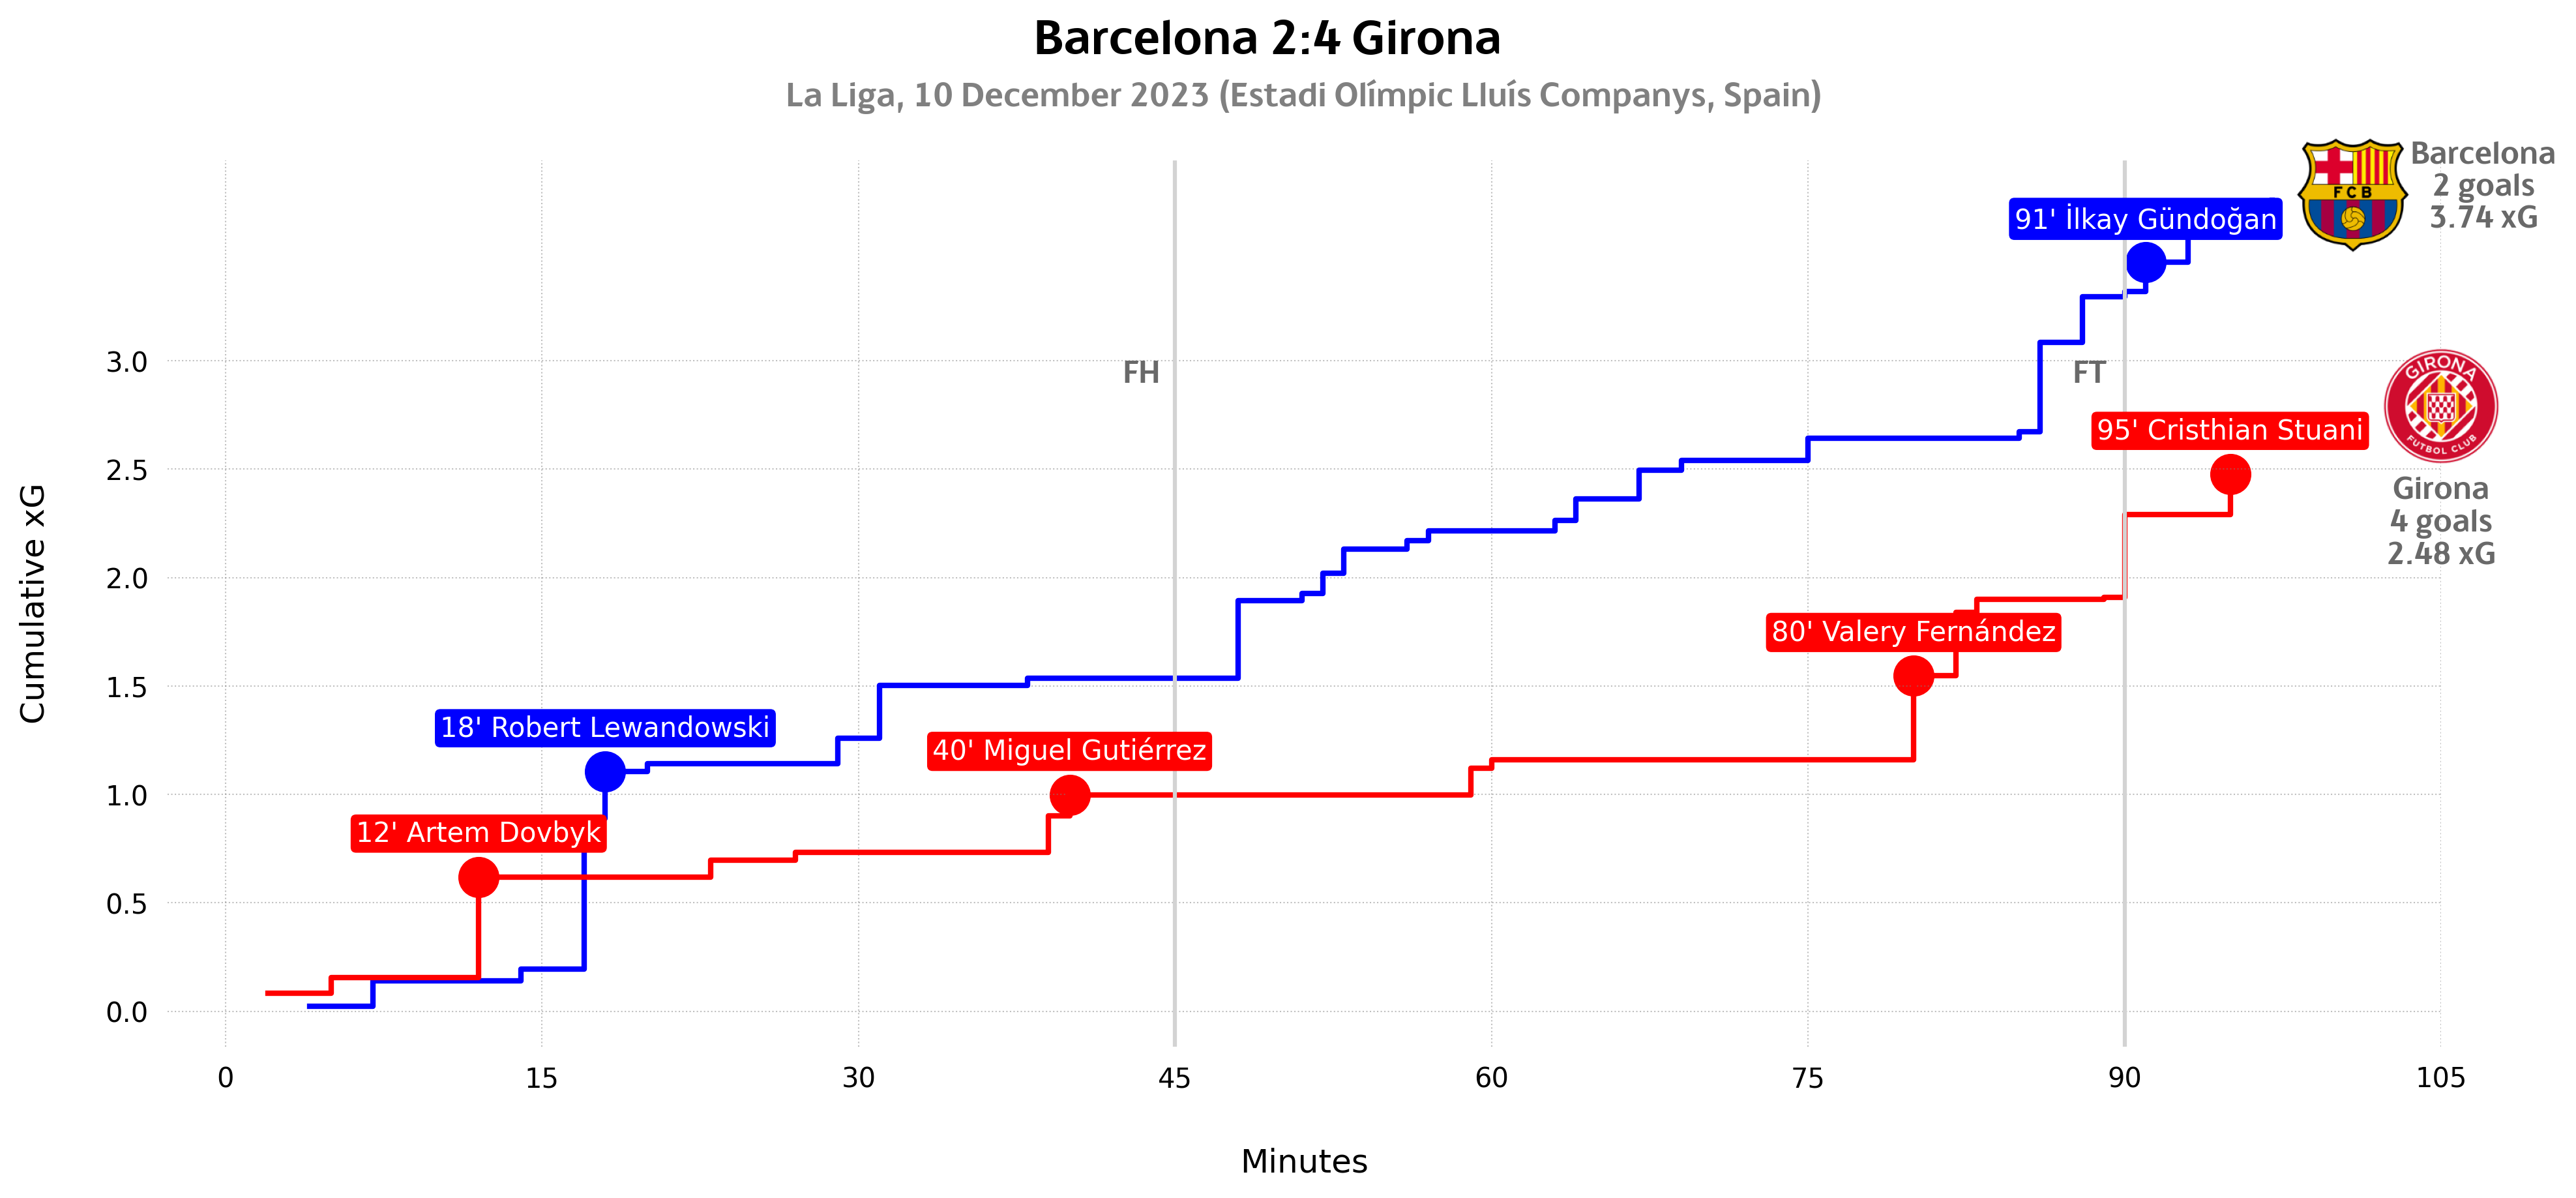 Barcelona 2:4 Girona
La Liga, 10 December 2023 (Estadi Olímpic Lluís Companys, Spain)
FCB
Barcelona
2 goals
3.74 xG
91' İlkay Gündoğan
FH
FT
GIRONA
FUTBOL CLUB
95' Cristhian Stuani
Girona
4 goals
2.48 xG
80' Valery Fernández
18' Robert Lewandowski
40' Miguel Gutiérrez
12' Artem Dovbyk
Cumulative xG
3.0
2.5
2.0
1.5
1.0
0.5
0.0
0 15 30 45 60 75 90 105
Minutes